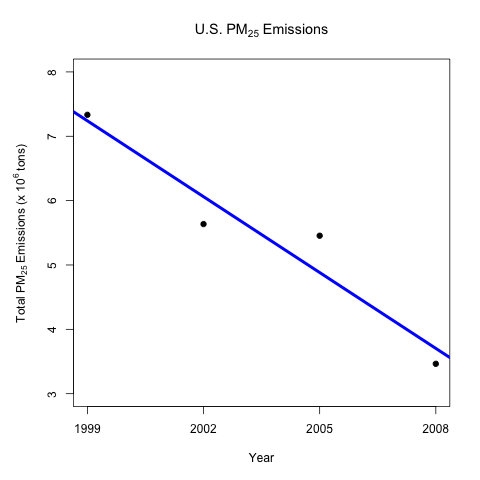 U.S. PM₂₅ Emissions
Total PM₂₅ Emissions (x 10⁶ tons)
8
7
6
5
4
3
1999 2002 2005 2008
Year